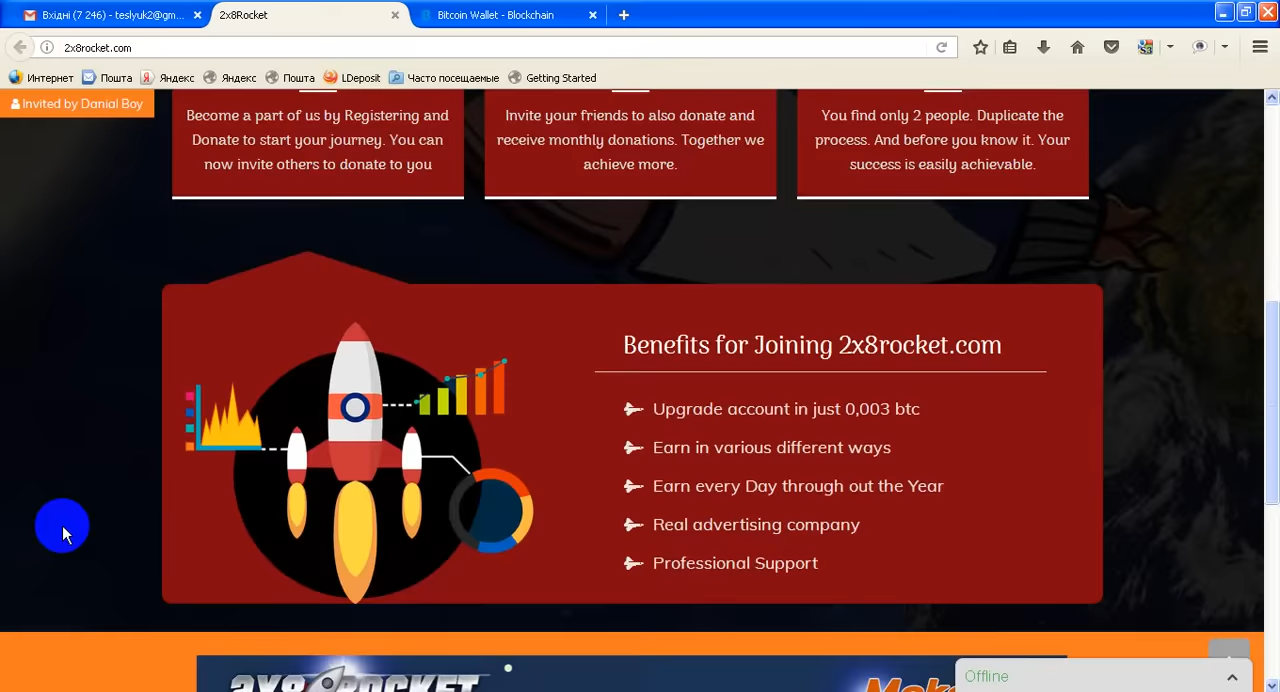 Вхідні (7 246) - teslyuk2@gm...
2x8Rocket
Bitcoin Wallet - Blockchain
2x8rocket.com
Интернет
Пошта
Яндекс
Яндекс
Пошта
LDeposit
Часто посещаемые
Getting Started
Invited by Danial Boy
Become a part of us by Registering and
Donate to start your journey. You can
now invite others to donate to you
Invite your friends to also donate and
receive monthly donations. Together we
achieve more.
You find only 2 people. Duplicate the
process. And before you know it. Your
success is easily achievable.
Benefits for Joining 2x8rocket.com
Upgrade account in just 0,003 btc
Earn in various different ways
Earn every Day through out the Year
Real advertising company
Professional Support
2X8 ROCKET
Make
Offline